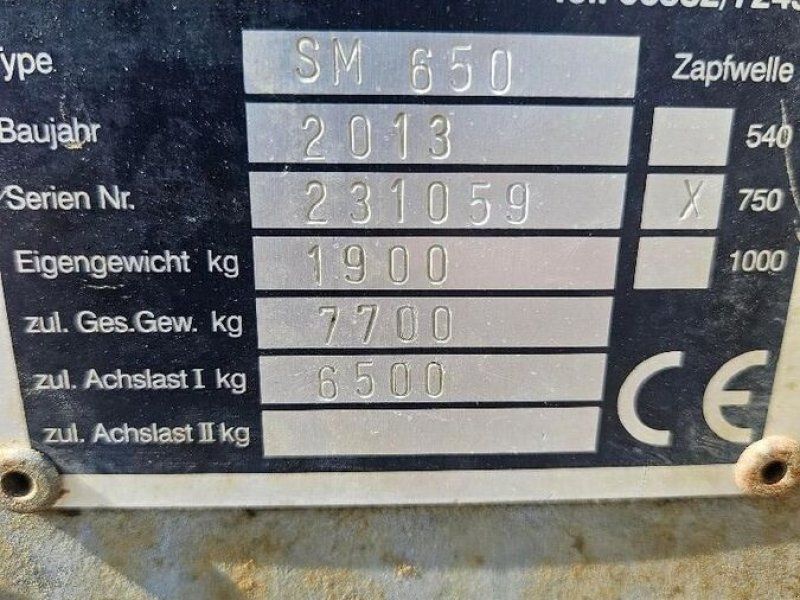 Type SM 650 Zapfwelle
Baujahr 2013 540
Serien Nr. 231059 X 750
Eigengewicht kg 1900 1000
zul. Ges.Gew. kg 7700
zul. Achslast I kg 6500
zul. Achslast II kg
CE